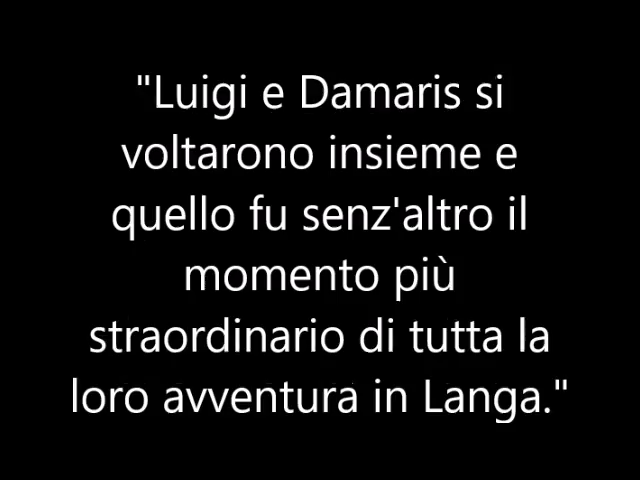 "Luigi e Damaris si
voltarono insieme e
quello fu senz'altro il
momento più
straordinario di tutta la
loro avventura in Langa."